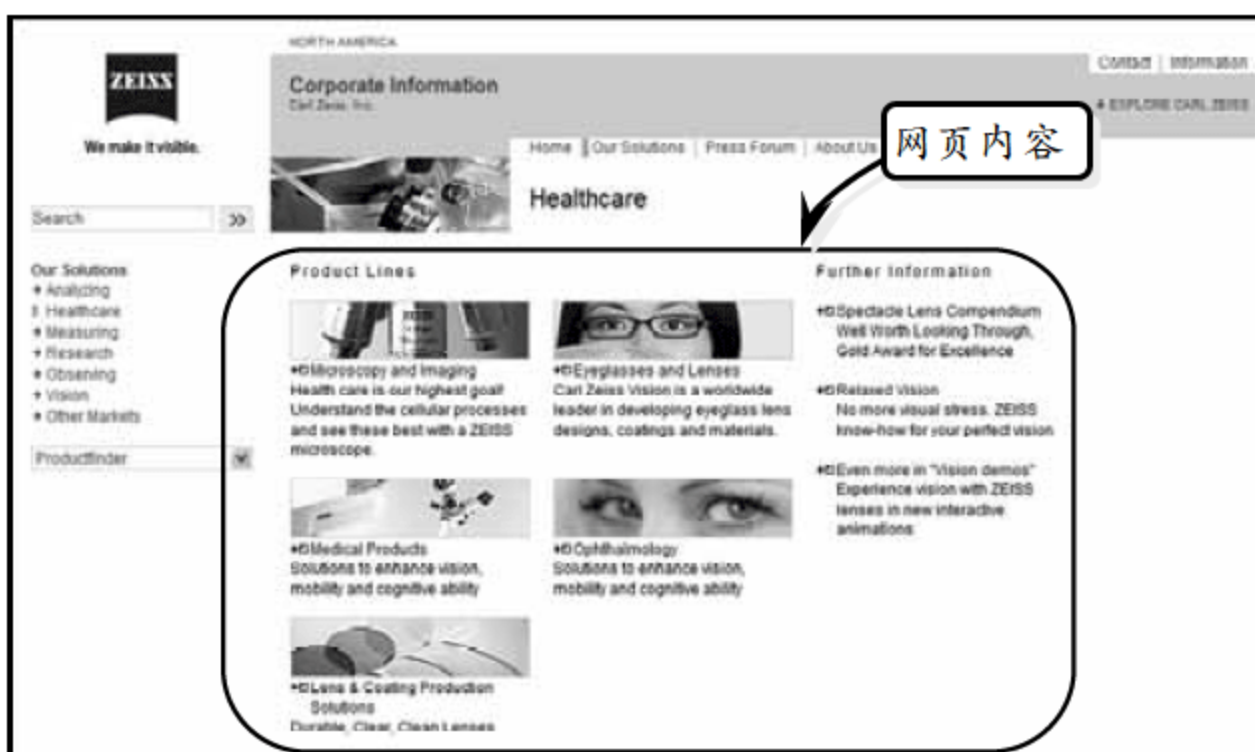 NORTH AMERICA
Corporate Information
Carl Zeiss, Inc.
Contact | Information
EXPLORE CARL ZEISS
ZEISS
We make it visible.
网页内容
Home | Our Solutions | Press Forum | About Us
Healthcare
Search
Our Solutions
Analyzing
Healthcare
Measuring
Research
Observing
Vision
Other Markets
Productfinder
Product Lines
Microscopy and Imaging
Health care is our highest goal!
Understand the cellular processes
and see these best with a ZEISS
microscope.
Eyeglasses and Lenses
Carl Zeiss Vision is a worldwide
leader in developing eyeglass lens
designs, coatings and materials.
Medical Products
Solutions to enhance vision,
mobility and cognitive ability
Ophthalmology
Solutions to enhance vision,
mobility and cognitive ability
Lens & Coating Production
Solutions
Durable, Clear, Clean Lenses
Further Information
Spectacle Lens Compendium
Well Worth Looking Through,
Gold Award for Excellence
Relaxed Vision
No more visual stress. ZEISS
know-how for your perfect vision
Even more in "Vision demos"
Experience vision with ZEISS
lenses in new interactive
animations